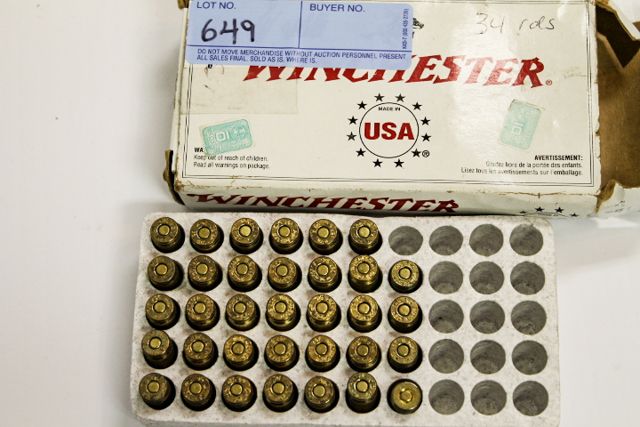 LOT NO.
BUYER NO.
649
DO NOT MOVE MERCHANDISE WITHOUT AUCTION PERSONNEL PRESENT
ALL SALES FINAL. SOLD AS IS, WHERE IS.
34 rds
WINCHESTER
MADE IN
USA
Keep out of reach of children.
Read all warnings on package.
AVERTISSEMENT:
Gardez hors de la portée des enfants.
Lisez tous les avertissements sur l'emballage.
WINCHESTER